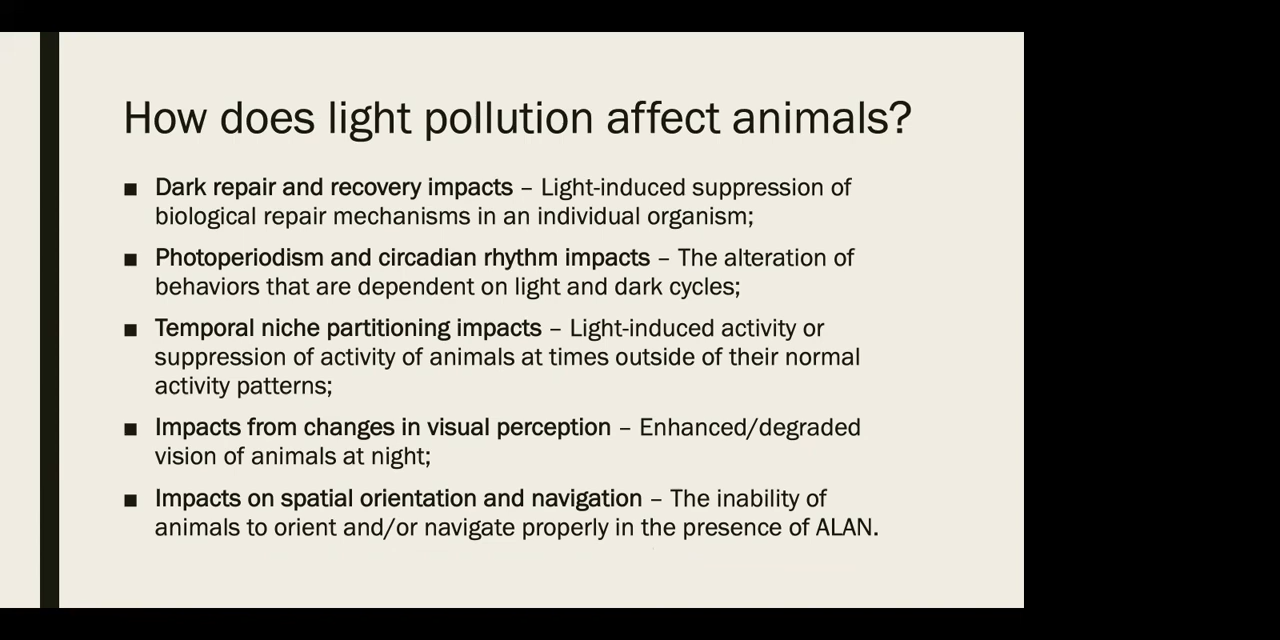 How does light pollution affect animals?
■ Dark repair and recovery impacts – Light-induced suppression of
biological repair mechanisms in an individual organism;
■ Photoperiodism and circadian rhythm impacts – The alteration of
behaviors that are dependent on light and dark cycles;
■ Temporal niche partitioning impacts – Light-induced activity or
suppression of activity of animals at times outside of their normal
activity patterns;
■ Impacts from changes in visual perception – Enhanced/degraded
vision of animals at night;
■ Impacts on spatial orientation and navigation – The inability of
animals to orient and/or navigate properly in the presence of ALAN.